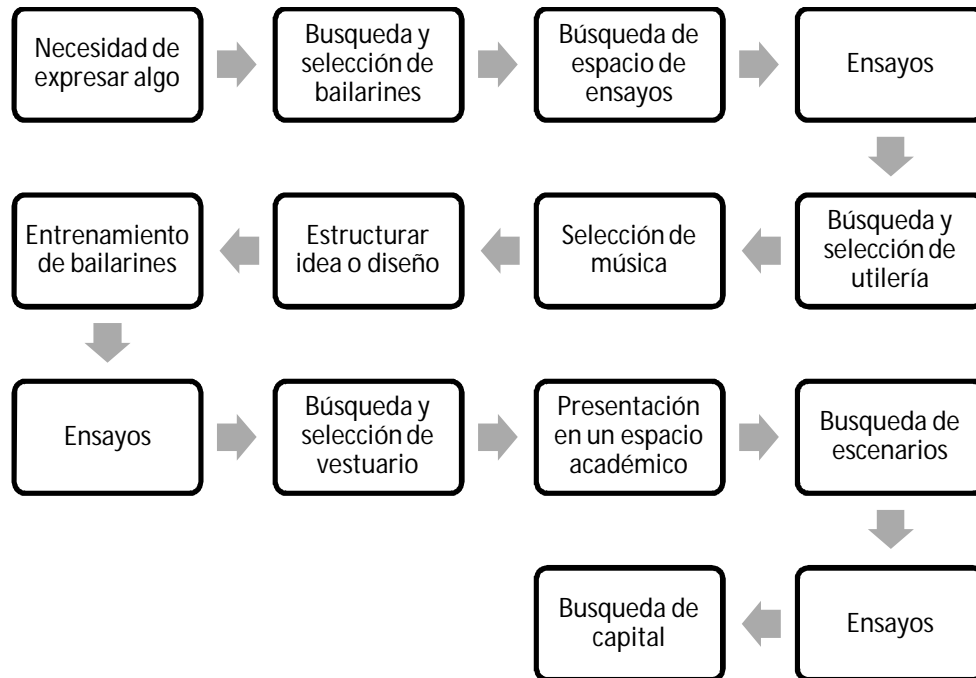 Necesidad de
expresar algo
Busqueda y
selección de
bailarines
Búsqueda de
espacio de
ensayos
Ensayos
Búsqueda y
selección de
utilería
Selección de
música
Estructurar
idea o diseño
Entrenamiento
de bailarines
Ensayos
Búsqueda y
selección de
vestuario
Presentación
en un espacio
académico
Busqueda de
escenarios
Ensayos
Busqueda de
capital